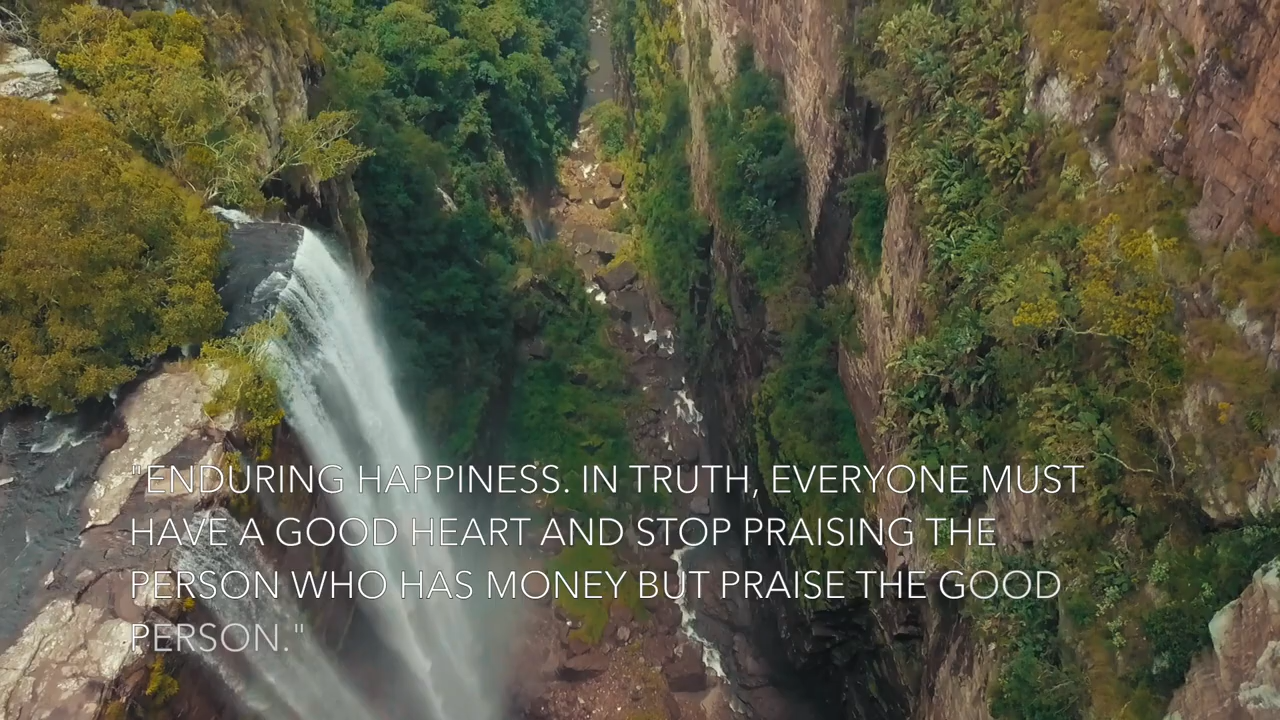 "ENDURING HAPPINESS. IN TRUTH, EVERYONE MUST
HAVE A GOOD HEART AND STOP PRAISING THE
PERSON WHO HAS MONEY BUT PRAISE THE GOOD
PERSON."